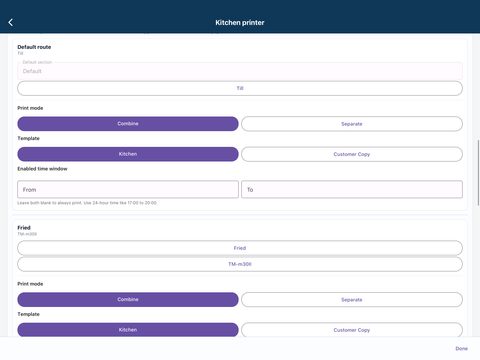 Kitchen printer
Default route
Till
Default section
Default
Till
Print mode
Combine
Separate
Template
Kitchen
Customer Copy
Enabled time window
From
To
Leave both blank to always print. Use 24-hour time like 17:00 to 20:00
Fried
TM-m30II
Fried
TM-m30II
Print mode
Combine
Separate
Template
Kitchen
Customer Copy
Done